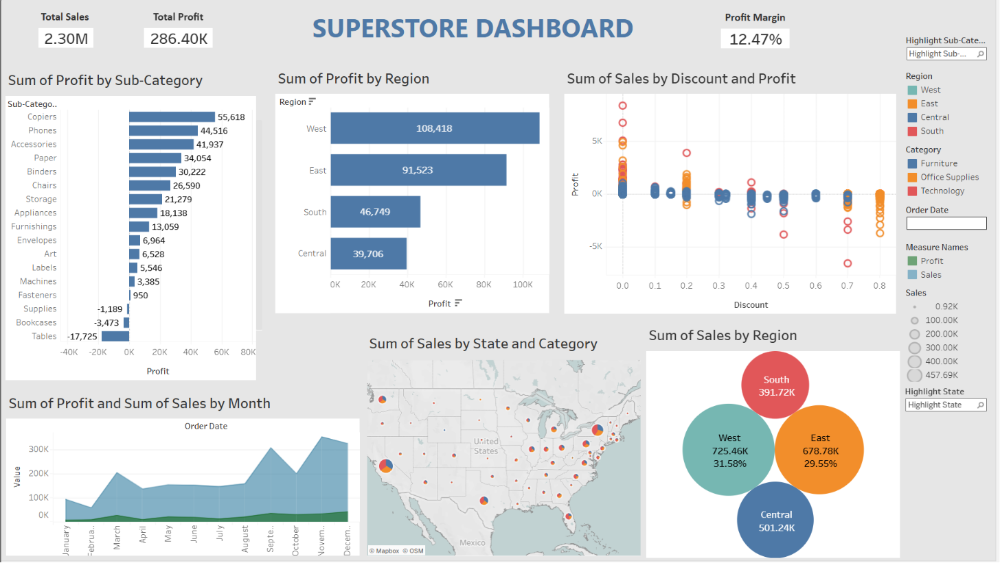 Total Sales
2.30M
Total Profit
286.40K
SUPERSTORE DASHBOARD
Profit Margin
12.47%
Sum of Profit by Sub-Category
Sub-Catego..
Copiers 55,618
Phones 44,516
Accessories 41,937
Paper 34,054
Binders 30,222
Chairs 26,590
Storage 21,279
Appliances 18,138
Furnishings 13,059
Envelopes 6,964
Art 6,528
Labels 5,546
Machines 3,385
Fasteners 950
Supplies -1,189
Bookcases -3,473
Tables -17,725
-40K -20K 0K 20K 40K 60K 80K
Profit
Sum of Profit by Region
Region
West 108,418
East 91,523
South 46,749
Central 39,706
0K 20K 40K 60K 80K 100K
Profit
Sum of Sales by Discount and Profit
Profit
5K
0K
-5K
0.0 0.1 0.2 0.3 0.4 0.5 0.6 0.7 0.8
Discount
Highlight Sub-Cate...
Highlight Sub-...
Region
West
East
Central
South
Category
Furniture
Office Supplies
Technology
Order Date
Measure Names
Profit
Sales
Sales
0.92K
100.00K
200.00K
300.00K
400.00K
457.69K
Highlight State
Highlight State
Sum of Profit and Sum of Sales by Month
Order Date
Value
300K
200K
100K
0K
January
Februa..
March
April
May
June
July
August
Septe..
October
Novem..
Decem..
Sum of Sales by State and Category
United
States
Mexico
© Mapbox © OSM
Sum of Sales by Region
South
391.72K
West
725.46K
31.58%
East
678.78K
29.55%
Central
501.24K